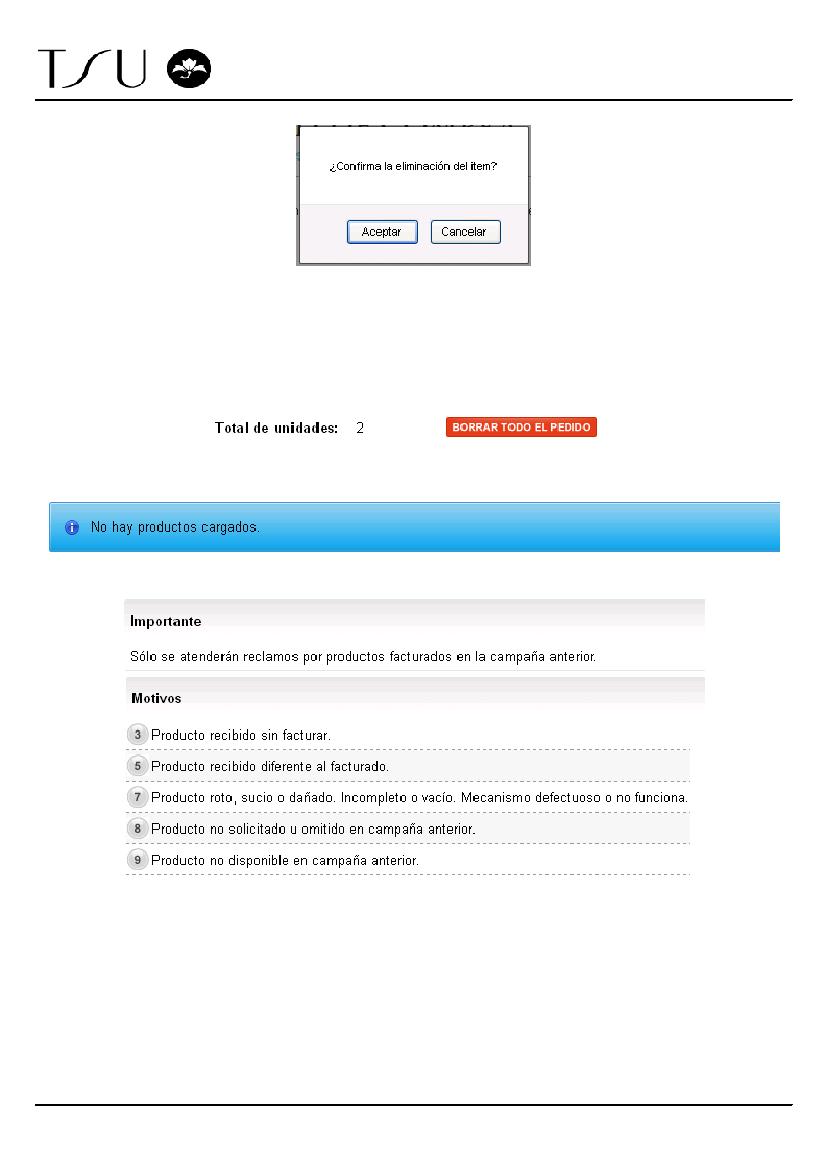 TSU
¿Confirma la eliminación del item?
Aceptar Cancelar
Total de unidades: 2 BORRAR TODO EL PEDIDO
No hay productos cargados.
Importante
Sólo se atenderán reclamos por productos facturados en la campaña anterior.
Motivos
3 Producto recibido sin facturar.
5 Producto recibido diferente al facturado.
7 Producto roto, sucio o dañado. Incompleto o vacío. Mecanismo defectuoso o no funciona.
8 Producto no solicitado u omitido en campaña anterior.
9 Producto no disponible en campaña anterior.